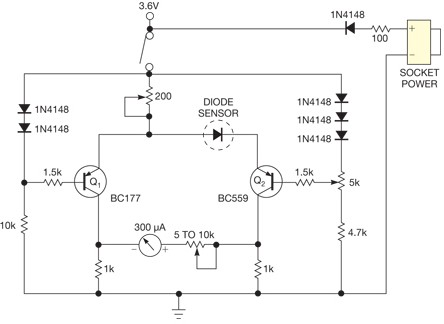 3.6V
1N4148
100
+
−
SOCKET
POWER
1N4148
1N4148
200
DIODE
SENSOR
1N4148
1N4148
1N4148
1.5k
Q1
BC177
Q2
BC559
1.5k
5k
10k
300 µA
− +
5 TO 10k
4.7k
1k
1k